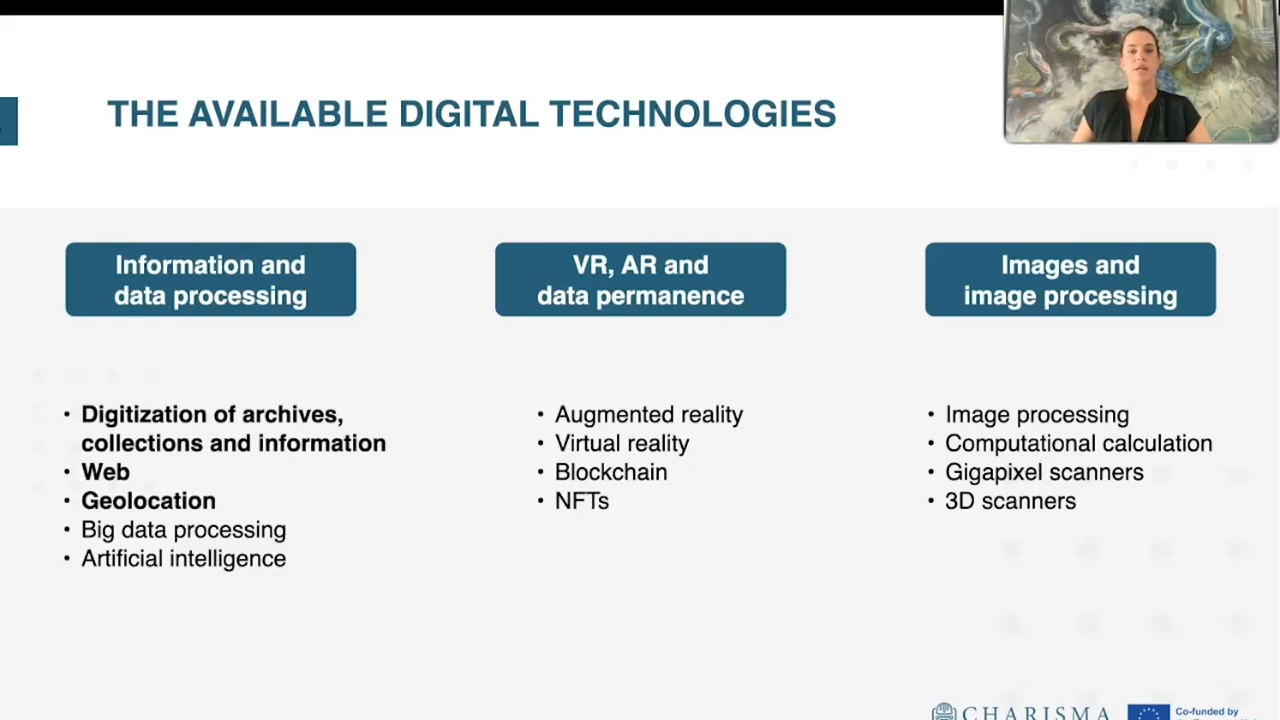 THE AVAILABLE DIGITAL TECHNOLOGIES
Information and
data processing
• Digitization of archives,
collections and information
• Web
• Geolocation
• Big data processing
• Artificial intelligence
VR, AR and
data permanence
• Augmented reality
• Virtual reality
• Blockchain
• NFTs
Images and
image processing
• Image processing
• Computational calculation
• Gigapixel scanners
• 3D scanners
CHARISMA
Co-funded by